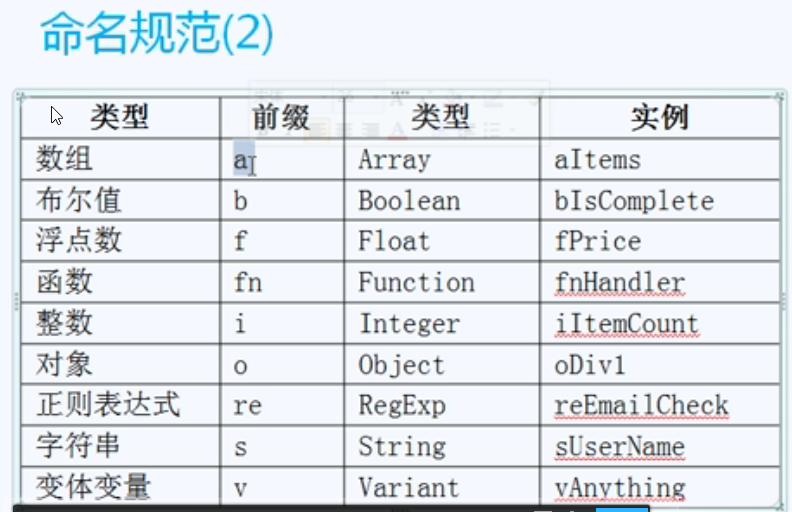 命名规范(2)
类型 前缀 类型 实例
数组 a Array aItems
布尔值 b Boolean bIsComplete
浮点数 f Float fPrice
函数 fn Function fnHandler
整数 i Integer iItemCount
对象 o Object oDiv1
正则表达式 re RegExp reEmailCheck
字符串 s String sUserName
变体变量 v Variant vAnything